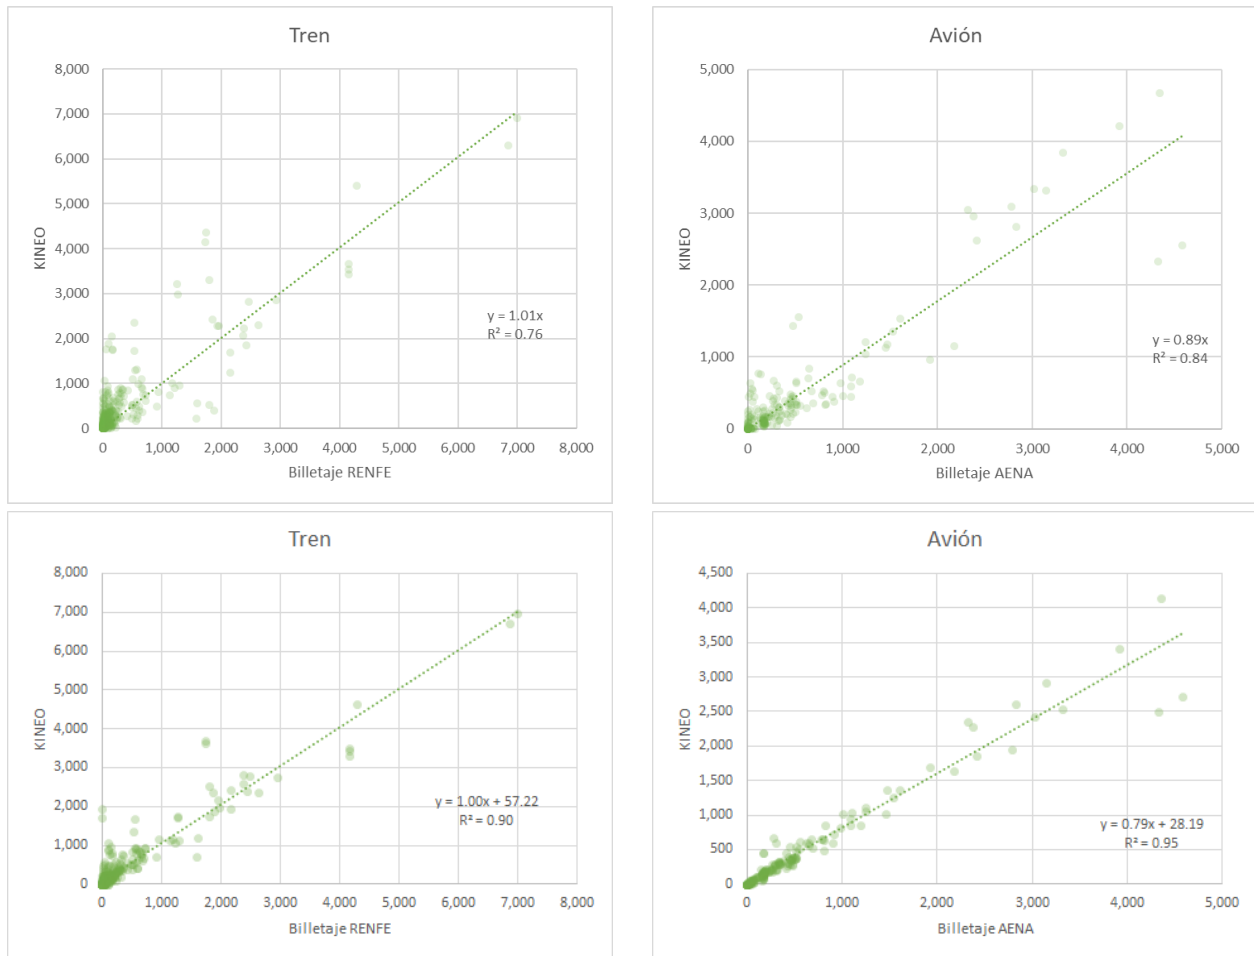 Tren
8,000
7,000
6,000
5,000
4,000
3,000
2,000
1,000
0
KINEO
y = 1.01x
R² = 0.76
0 1,000 2,000 3,000 4,000 5,000 6,000 7,000 8,000
Billetaje RENFE
Avión
5,000
4,000
3,000
2,000
1,000
0
KINEO
y = 0.89x
R² = 0.84
0 1,000 2,000 3,000 4,000 5,000
Billetaje AENA
Tren
8,000
7,000
6,000
5,000
4,000
3,000
2,000
1,000
0
KINEO
y = 1.00x + 57.22
R² = 0.90
0 1,000 2,000 3,000 4,000 5,000 6,000 7,000 8,000
Billetaje RENFE
Avión
4,500
4,000
3,500
3,000
2,500
2,000
1,500
1,000
500
0
KINEO
y = 0.79x + 28.19
R² = 0.95
0 1,000 2,000 3,000 4,000 5,000
Billetaje AENA